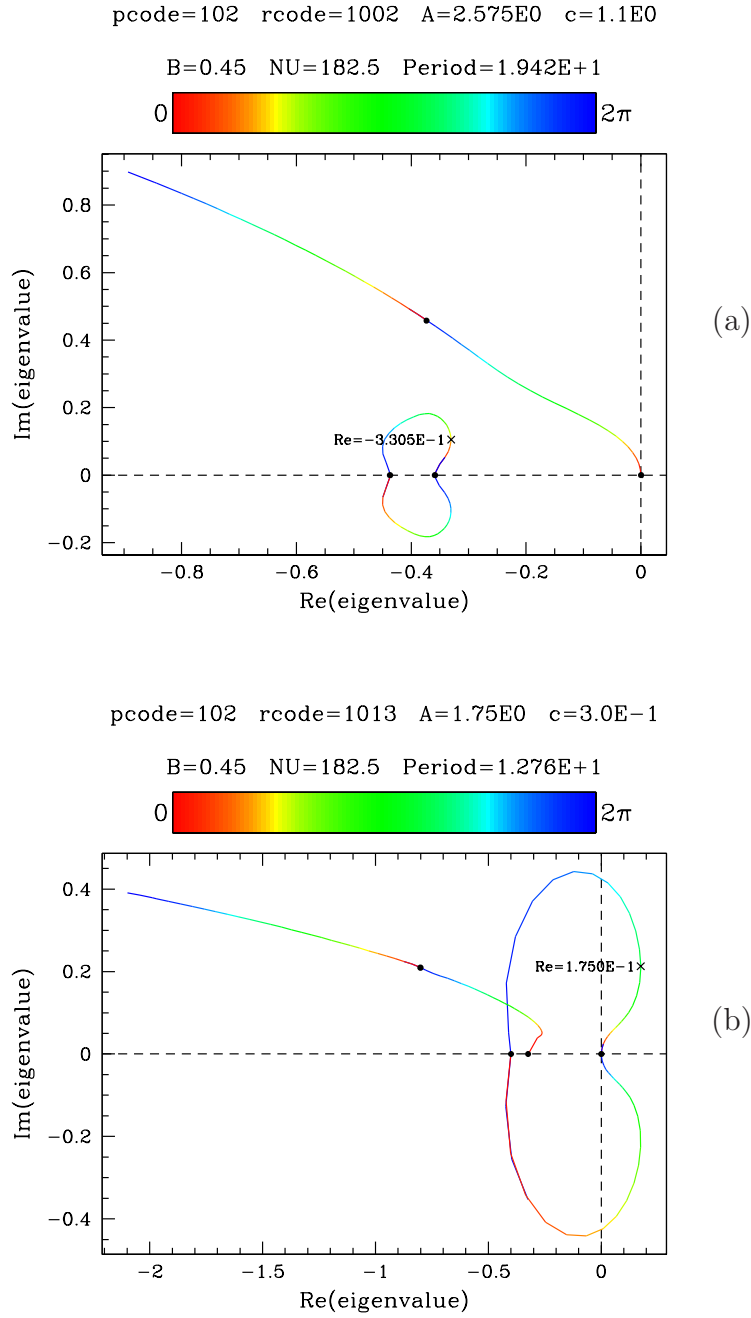 pcode=102 rcode=1002 A=2.575E0 c=1.1E0
B=0.45 NU=182.5 Period=1.942E+1
0 2π
0.8
0.6
0.4
0.2
0
−0.2
Im(eigenvalue)
Re=−3.305E−1
−0.8 −0.6 −0.4 −0.2 0
Re(eigenvalue)
(a)
pcode=102 rcode=1013 A=1.75E0 c=3.0E−1
B=0.45 NU=182.5 Period=1.276E+1
0 2π
0.4
0.2
0
−0.2
−0.4
Im(eigenvalue)
Re=1.750E−1
−2 −1.5 −1 −0.5 0
Re(eigenvalue)
(b)